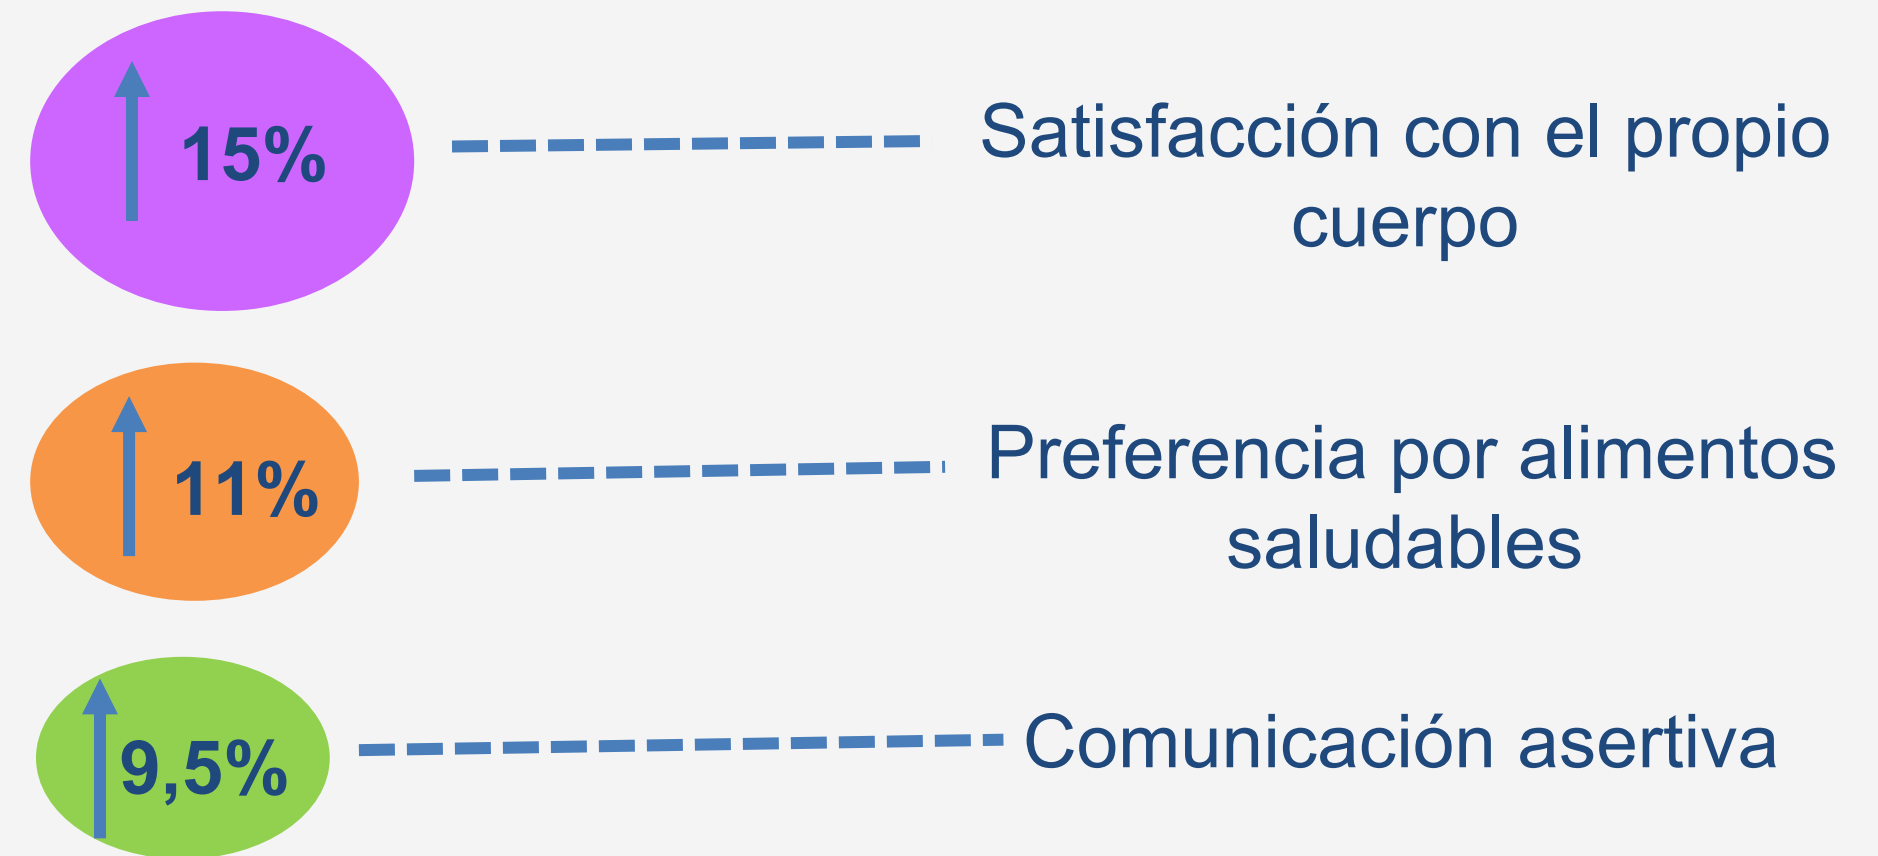 15%
Satisfacción con el propio
cuerpo
11%
Preferencia por alimentos
saludables
9,5%
Comunicación asertiva